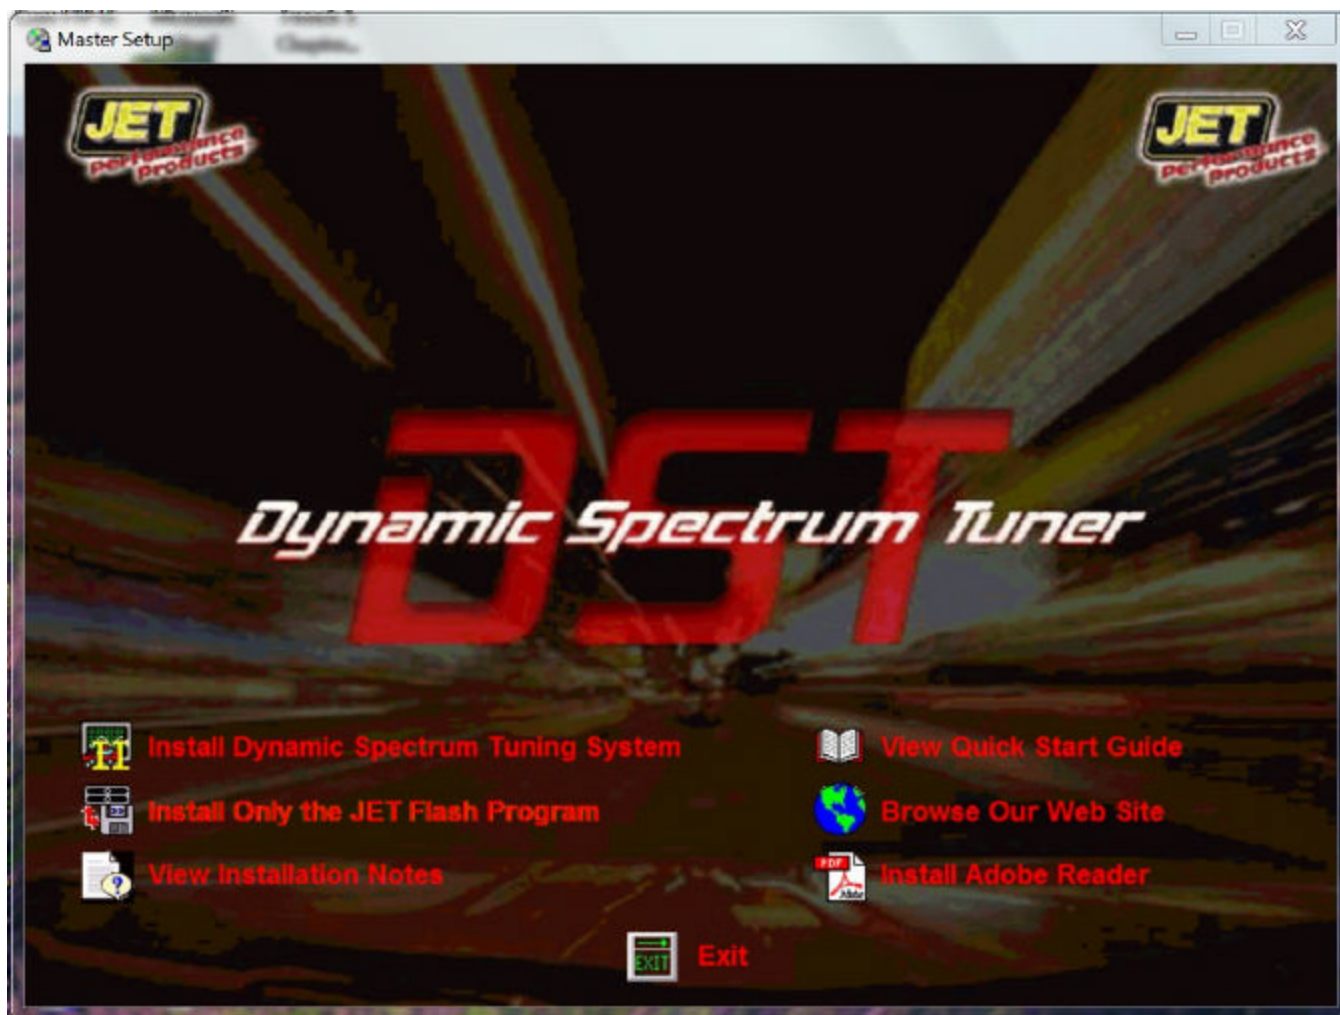 Master Setup
JET
Performance
Products
JET
Performance
Products
DST
Dynamic Spectrum Tuner
Install Dynamic Spectrum Tuning System
View Quick Start Guide
Install Only the JET Flash Program
Browse Our Web Site
View Installation Notes
PDF
Adobe
Install Adobe Reader
EXIT
Exit